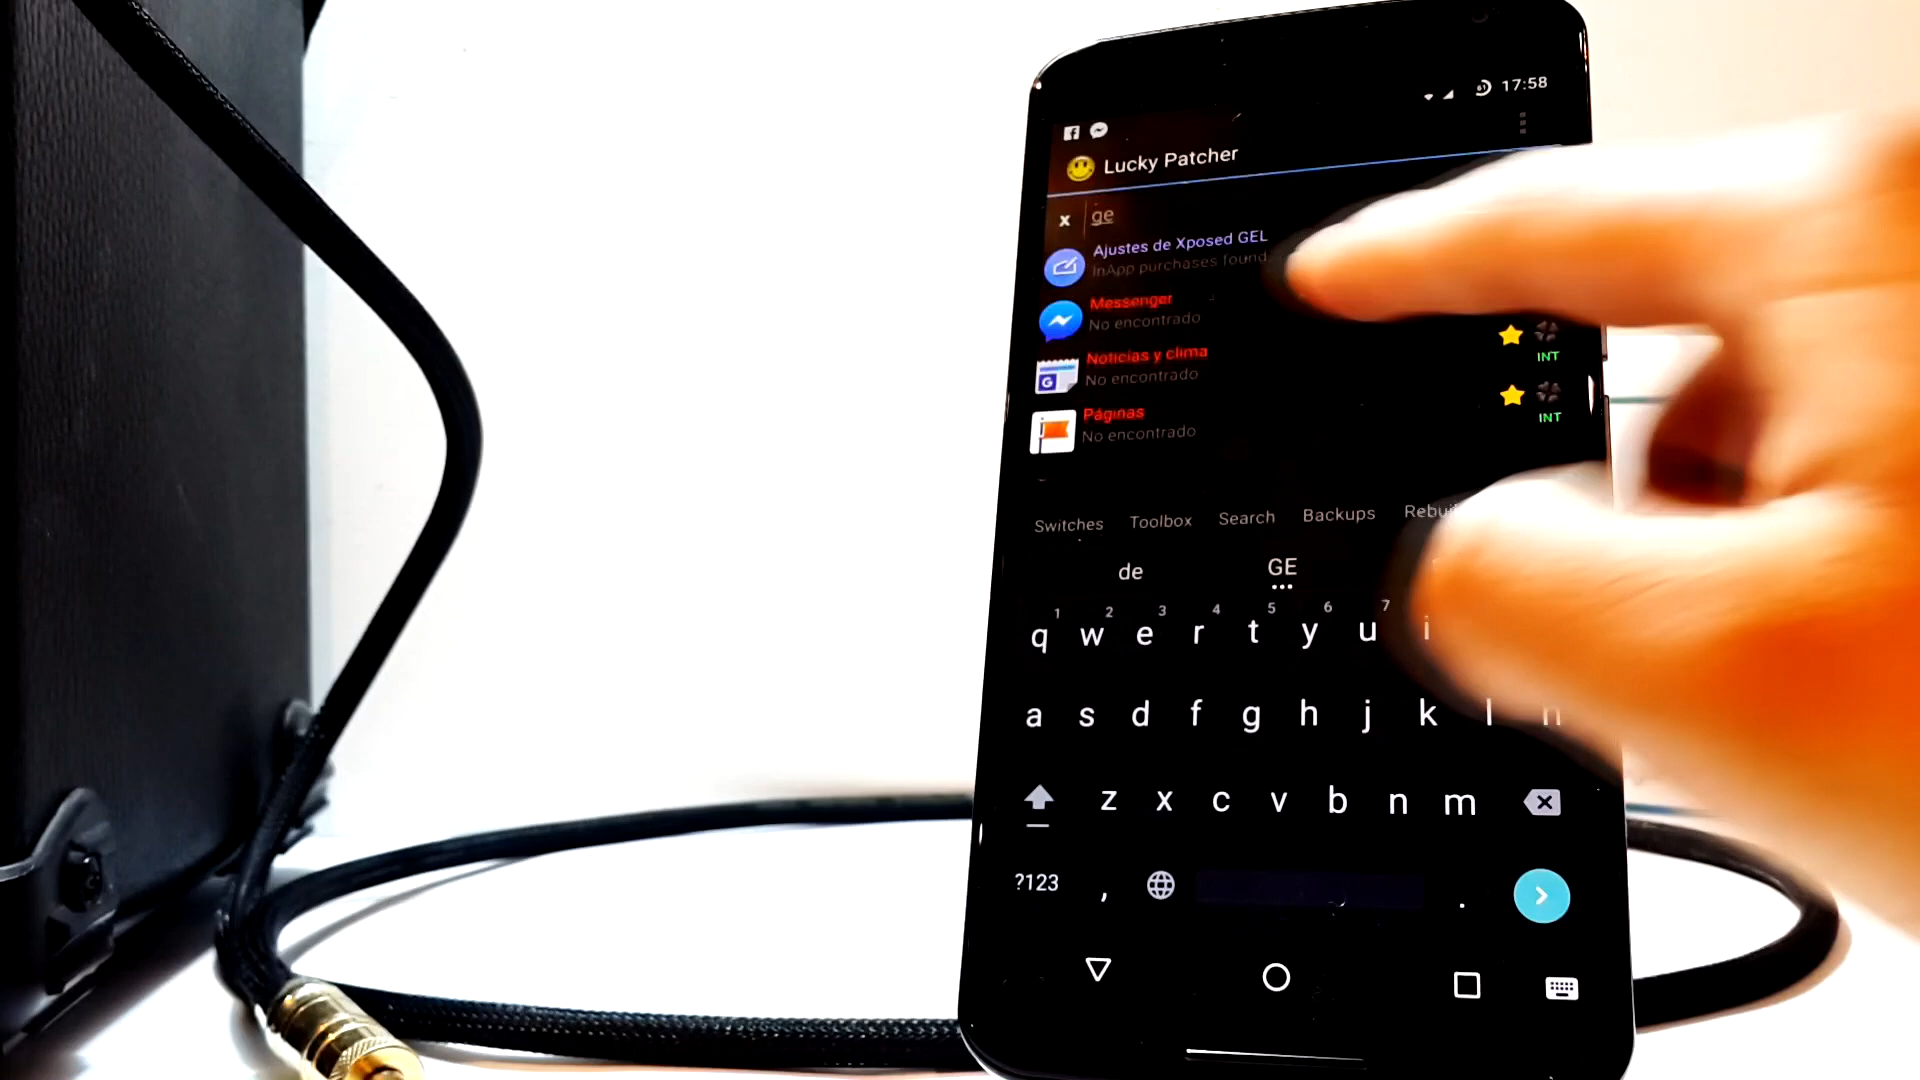 17:58
Lucky Patcher
x ge
Ajustes de Xposed GEL
InApp purchases found
Messenger
No encontrado
Noticias y clima
No encontrado
INT
Páginas
No encontrado
INT
Switches Toolbox Search Backups
de GE
1 2 3 4 5 6 7
q w e r t y u i
a s d f g h j k l
z x c v b n m
?123 , .